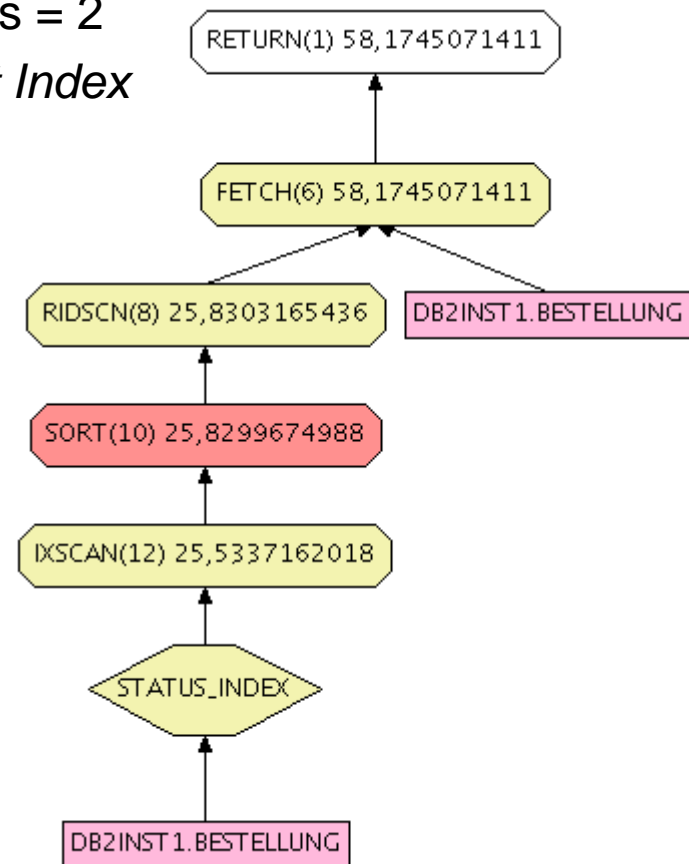 s = 2
Index
RETURN(1) 58,1745071411
FETCH(6) 58,1745071411
RIDSCN(8) 25,8303165436
DB2INST1.BESTELLUNG
SORT(10) 25,8299674988
IXSCAN(12) 25,5337162018
STATUS_INDEX
DB2INST1.BESTELLUNG